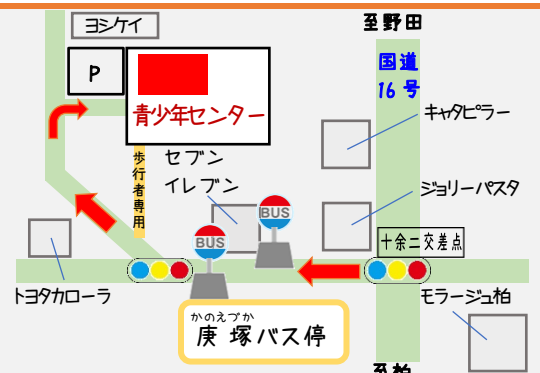 ヨシケイ
至野田
P
国道
16号
青少年センター
キャタピラー
歩行者専用
セブン
イレブン
ジョリーパスタ
BUS
BUS
十余二交差点
トヨタカローラ
モラージュ柏
かのえづか
庚塚バス停
至柏